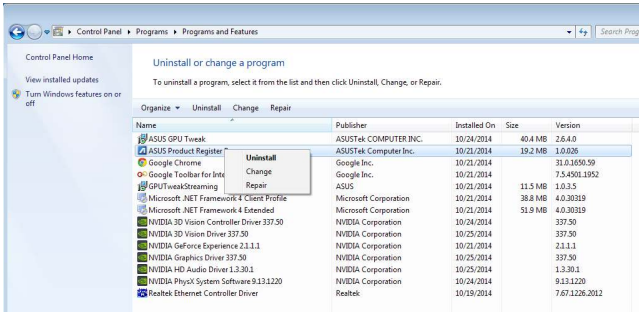 Control Panel ▸ Programs ▸ Programs and Features
Search Prog
Control Panel Home
View installed updates
Turn Windows features on or
off
Uninstall or change a program
To uninstall a program, select it from the list and then click Uninstall, Change, or Repair.
Organize Uninstall Change Repair
Name Publisher Installed On Size Version
ASUS GPU Tweak ASUSTek COMPUTER INC. 10/24/2014 40.4 MB 2.6.4.0
ASUS Product Register ASUSTek Computer Inc. 10/21/2014 19.2 MB 1.0.026
Google Chrome Google Inc. 10/21/2014 31.0.1650.59
Google Toolbar for Inte Google Inc. 10/21/2014 7.5.4501.1952
GPUTweakStreaming ASUS 10/21/2014 11.5 MB 1.0.3.5
Microsoft .NET Framework 4 Client Profile Microsoft Corporation 10/21/2014 38.8 MB 4.0.30319
Microsoft .NET Framework 4 Extended Microsoft Corporation 10/21/2014 51.9 MB 4.0.30319
NVIDIA 3D Vision Controller Driver 337.50 NVIDIA Corporation 10/24/2014 337.50
NVIDIA 3D Vision Driver 337.50 NVIDIA Corporation 10/25/2014 337.50
NVIDIA GeForce Experience 2.1.1.1 NVIDIA Corporation 10/21/2014 2.1.1.1
NVIDIA Graphics Driver 337.50 NVIDIA Corporation 10/25/2014 337.50
NVIDIA HD Audio Driver 1.3.30.1 NVIDIA Corporation 10/25/2014 1.3.30.1
NVIDIA PhysX System Software 9.13.1220 NVIDIA Corporation 10/24/2014 9.13.1220
Realtek Ethernet Controller Driver Realtek 10/19/2014 7.67.1226.2012
Uninstall
Change
Repair